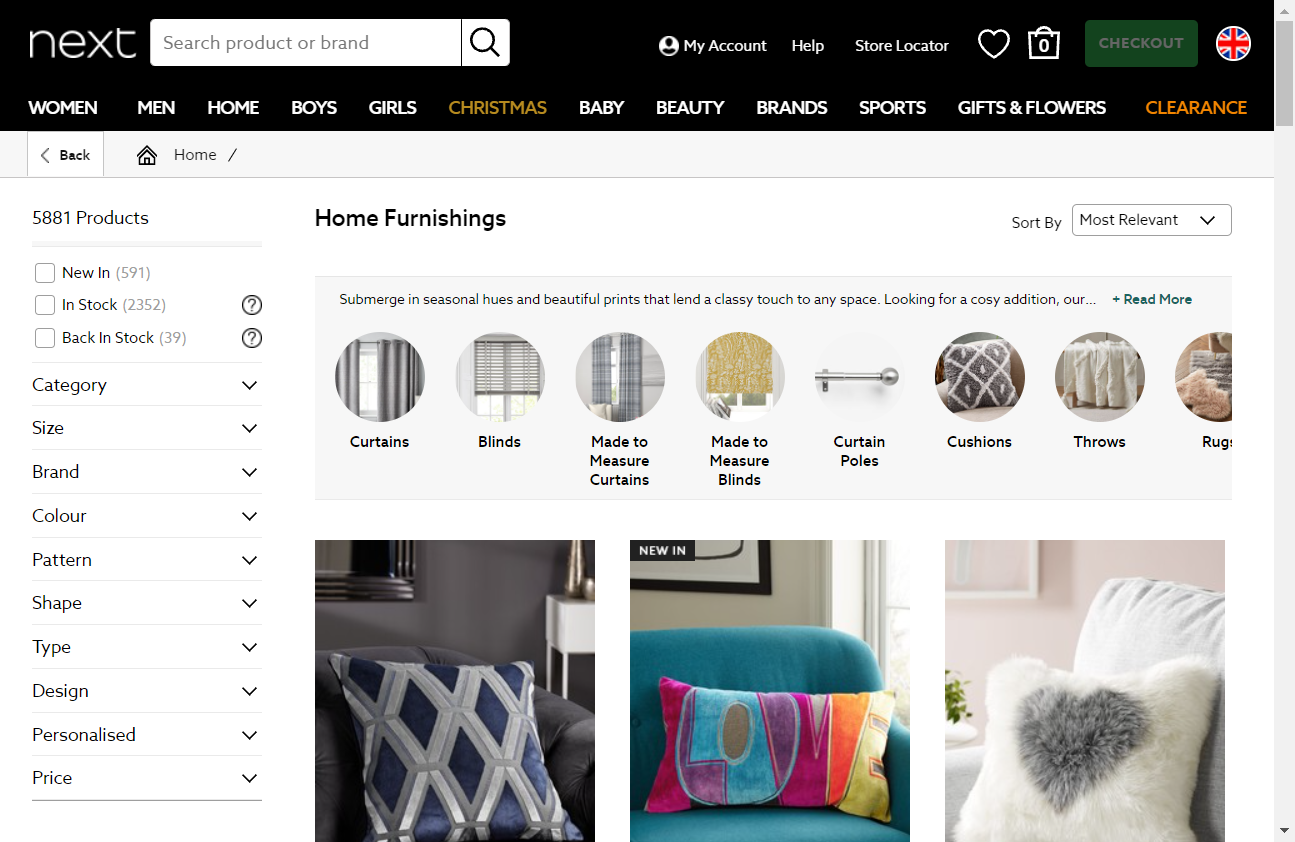 next
Search product or brand
My Account
Help
Store Locator
0
CHECKOUT
WOMEN
MEN
HOME
BOYS
GIRLS
CHRISTMAS
BABY
BEAUTY
BRANDS
SPORTS
GIFTS & FLOWERS
CLEARANCE
Back
Home /
5881 Products
New In (591)
In Stock (2352) ?
Back In Stock (39) ?
Category
Size
Brand
Colour
Pattern
Shape
Type
Design
Personalised
Price
Home Furnishings
Sort By Most Relevant
Submerge in seasonal hues and beautiful prints that lend a classy touch to any space. Looking for a cosy addition, our... + Read More
Curtains
Blinds
Made to
Measure
Curtains
Made to
Measure
Blinds
Curtain
Poles
Cushions
Throws
Rugs
NEW IN
LOVE